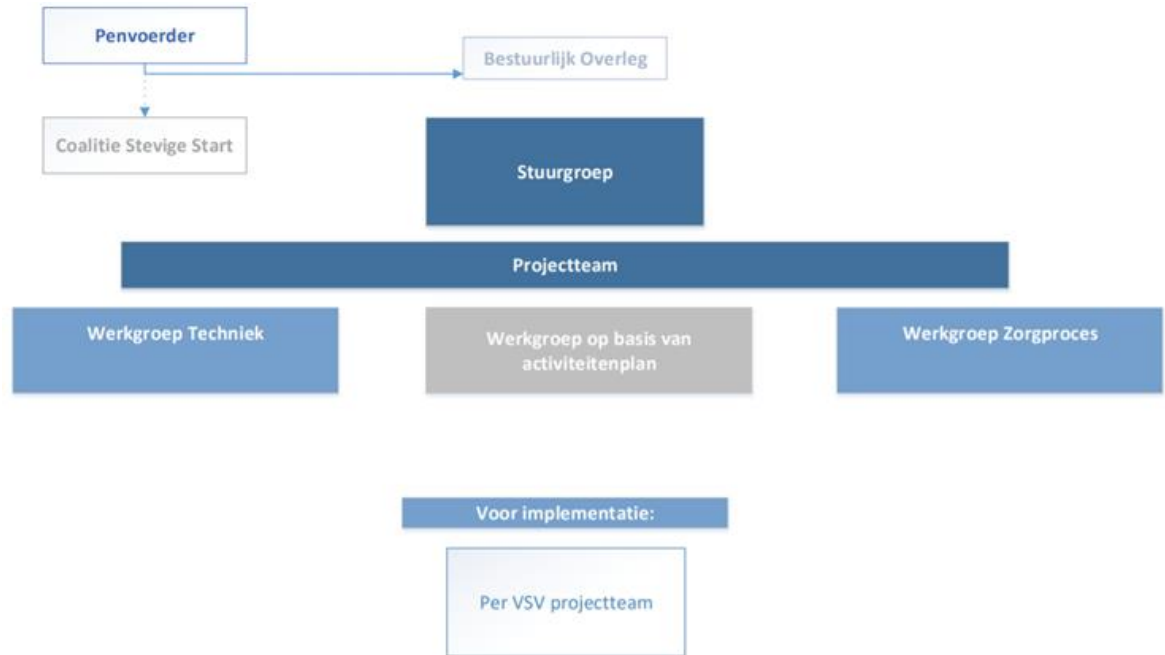 Penvoerder
Bestuurlijk Overleg
Coalitie Stevige Start
Stuurgroep
Projectteam
Werkgroep Techniek
Werkgroep op basis van
activiteitenplan
Werkgroep Zorgproces
Voor implementatie:
Per VSV projectteam